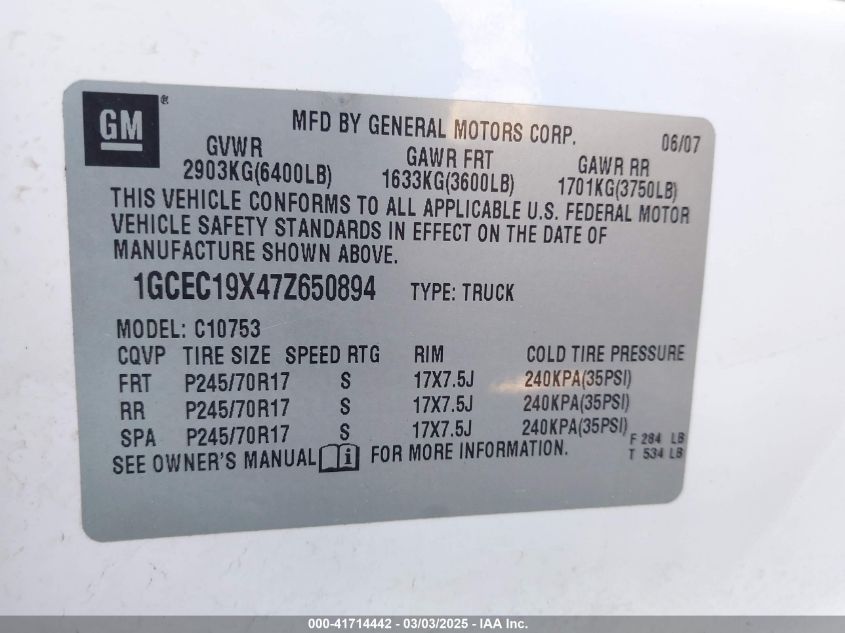 GM®
MFD BY GENERAL MOTORS CORP. 06/07
GVWR GAWR FRT GAWR RR
2903KG(6400LB) 1633KG(3600LB) 1701KG(3750LB)
THIS VEHICLE CONFORMS TO ALL APPLICABLE U.S. FEDERAL MOTOR
VEHICLE SAFETY STANDARDS IN EFFECT ON THE DATE OF
MANUFACTURE SHOWN ABOVE.
1GCEC19X47Z650894 TYPE: TRUCK
MODEL: C10753
CQVP TIRE SIZE SPEED RTG RIM COLD TIRE PRESSURE
FRT P245/70R17 S 17X7.5J 240KPA(35PSI)
RR P245/70R17 S 17X7.5J 240KPA(35PSI)
SPA P245/70R17 S 17X7.5J 240KPA(35PSI)
F 284 LB
T 534 LB
SEE OWNER'S MANUAL i FOR MORE INFORMATION.
000-41714442 - 03/03/2025 - IAA Inc.